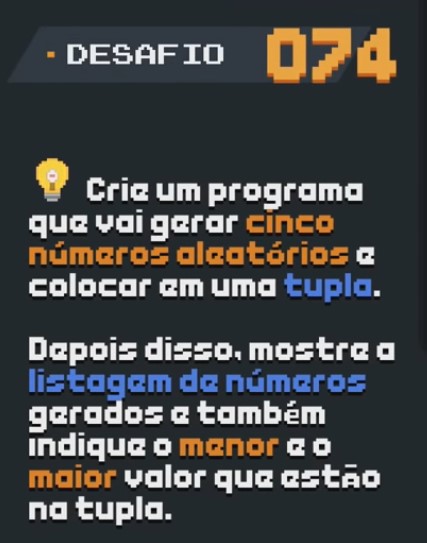 DESAFIO 074
Crie um programa
que vai gerar cinco
números aleatórios e
colocar em uma tupla.
Depois disso, mostre a
listagem de números
gerados e também
indique o menor e o
maior valor que estão
na tupla.